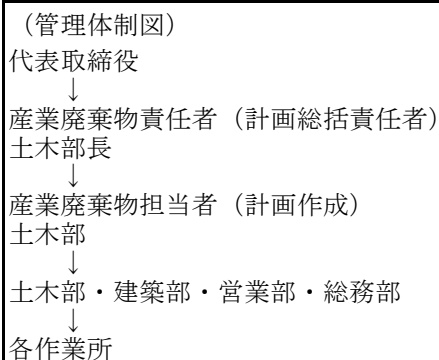 （管理体制図）
代表取締役
↓
産業廃棄物責任者（計画総括責任者）
土木部長
↓
産業廃棄物担当者（計画作成）
土木部
↓
土木部・建築部・営業部・総務部
↓
各作業所